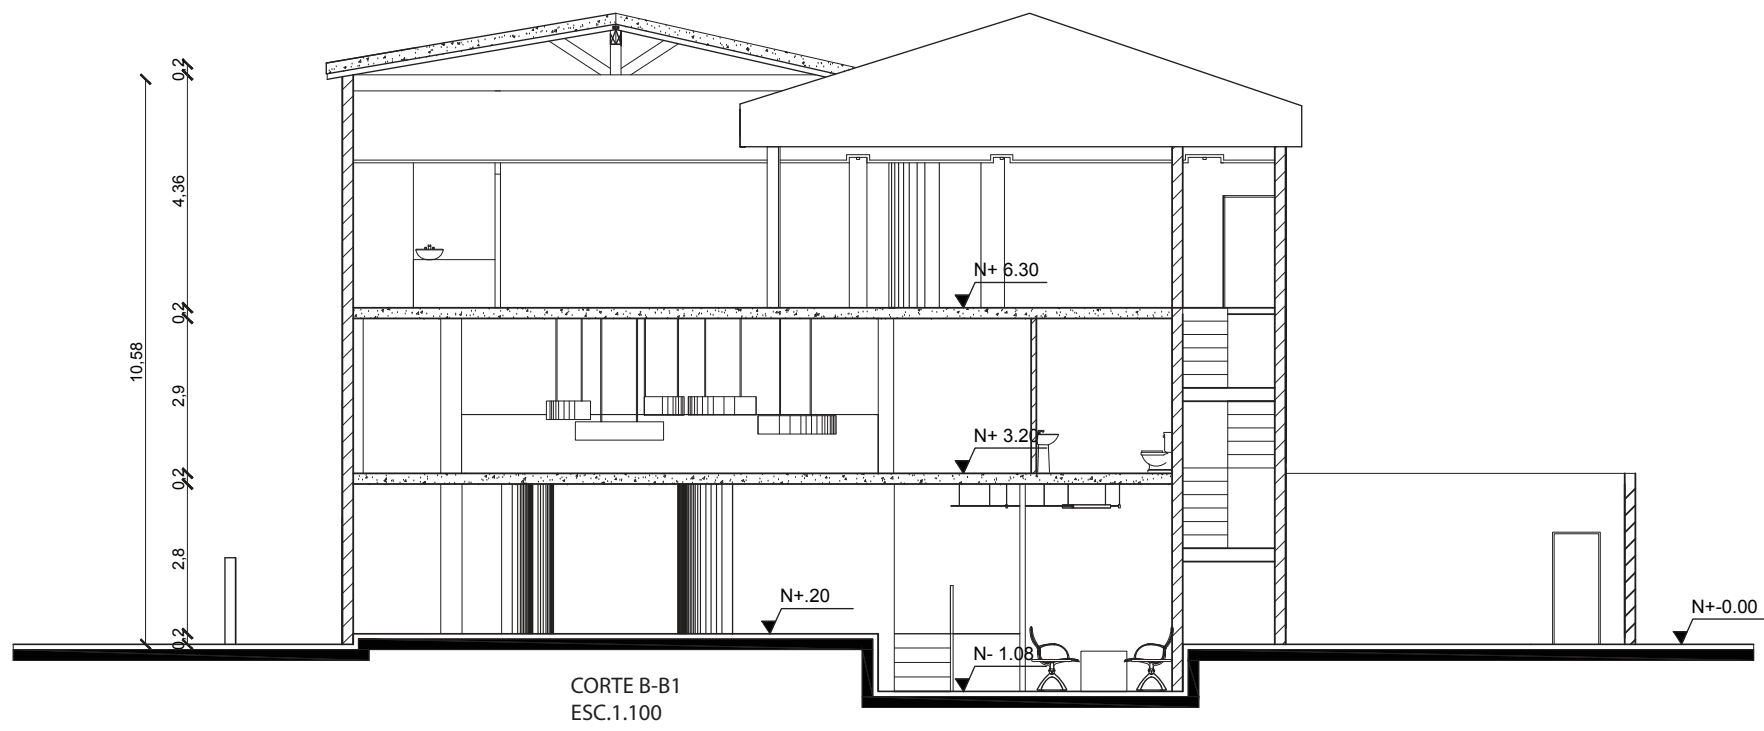 0,2
4,36
N+ 6.30
0,2
10,58
2,9
N+ 3.20
0,2
2,8
N+.20
N+-0.00
0,2
N- 1.08
CORTE B-B1
ESC.1.100